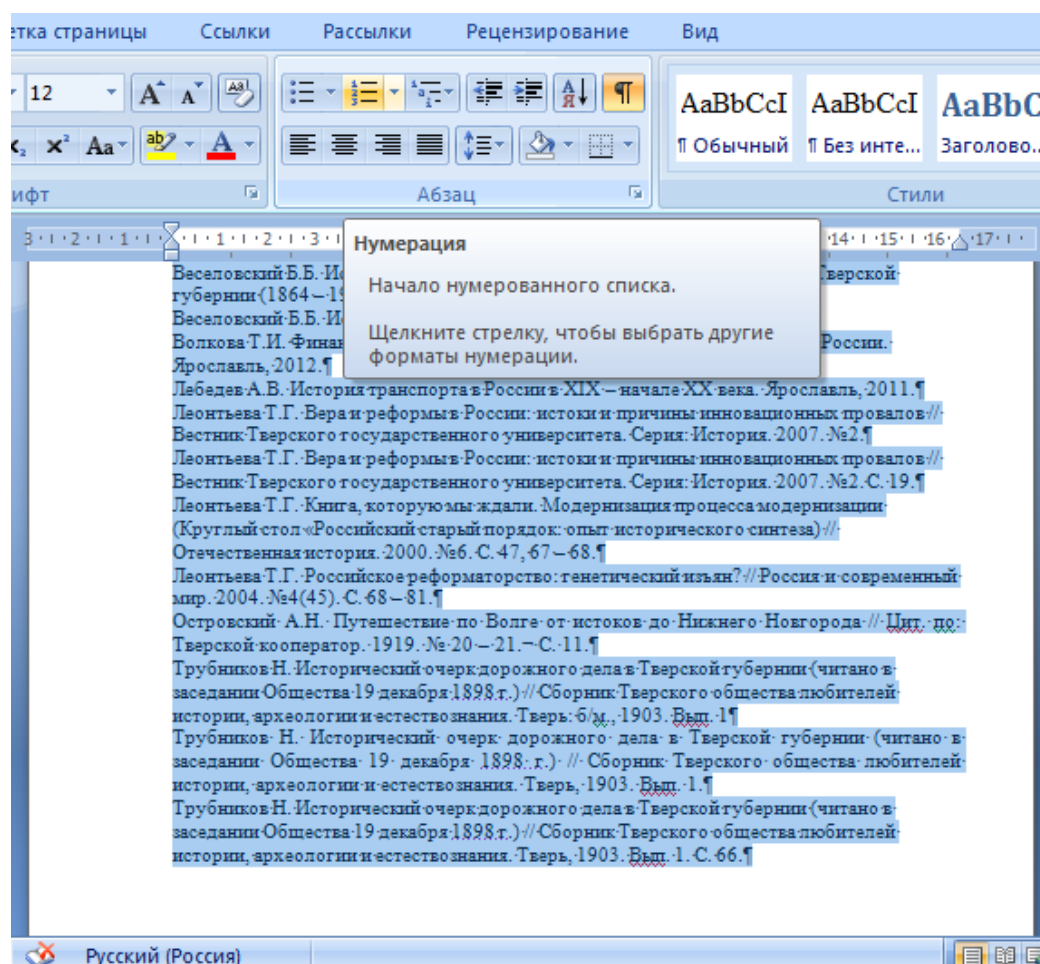 етка страницы Ссылки Рассылки Рецензирование Вид
12
AaBbCcI AaBbCcI AaBbC
¶ Обычный ¶ Без инте... Заголово..
ифт Абзац Стили
3 2 1 1 2 3 14 15 16 17
Нумерация
Начало нумерованного списка.
Щелкните стрелку, чтобы выбрать другие
форматы нумерации.
Веселовский Б.Б. Тверской
губернии (1864 –
Веселовский Б.Б.
Волкова Т.И. России.
Ярославль, 2012.¶
Лебедев А.В. История транспорта в России в XIX – начале XX века. Ярославль, 2011.¶
Леонтьева Т.Г. Вера и реформы в России: истоки и причины инновационных провалов //
Вестник Тверского государственного университета. Серия: История. 2007. №2.¶
Леонтьева Т.Г. Вера и реформы в России: истоки и причины инновационных провалов //
Вестник Тверского государственного университета. Серия: История. 2007. №2. С. 19.¶
Леонтьева Т.Г. Книга, которую мы ждали. Модернизация процесса модернизации
(Круглый стол «Российский старый порядок: опыт исторического синтеза) //
Отечественная история. 2000. №6. С. 47, 67 – 68.¶
Леонтьева Т.Г. Российское реформаторство: генетический изъян? // Россия и современный
мир. 2004. №4(45). С. 68 – 81.¶
Островский А.Н. Путешествие по Волге от истоков до Нижнего Новгорода // Цит. по:
Тверской кооператор. 1919. № 20 – 21.¬ С. 11.¶
Трубников Н. Исторический очерк дорожного дела в Тверской губернии (читано в
заседании Общества 19 декабря 1898 г.) // Сборник Тверского общества любителей
истории, археологии и естествознания. Тверь: б/м., 1903. Вып. 1¶
Трубников Н. Исторический очерк дорожного дела в Тверской губернии (читано в
заседании Общества 19 декабря 1898 г.) // Сборник Тверского общества любителей
истории, археологии и естествознания. Тверь, 1903. Вып. 1.¶
Трубников Н. Исторический очерк дорожного дела в Тверской губернии (читано в
заседании Общества 19 декабря 1898 г.) // Сборник Тверского общества любителей
истории, археологии и естествознания. Тверь, 1903. Вып. 1. С. 66.¶
Русский (Россия)